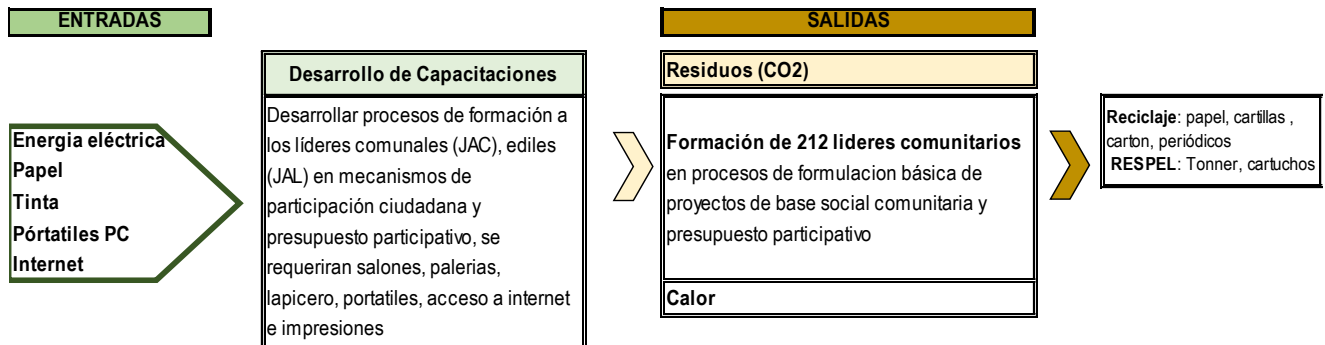 ENTRADAS
SALIDAS
Energia eléctrica
Papel
Tinta
Pórtatiles PC
Internet
Desarrollo de Capacitaciones
Desarrollar procesos de formación a
los líderes comunales (JAC), ediles
(JAL) en mecanismos de
participación ciudadana y
presupuesto participativo, se
requeriran salones, palerias,
lapicero, portatiles, acceso a internet
e impresiones
Residuos (CO2)
Formación de 212 lideres comunitarios
en procesos de formulacion básica de
proyectos de base social comunitaria y
presupuesto participativo
Calor
Reciclaje: papel, cartillas ,
carton, periódicos
RESPEL: Tonner, cartuchos